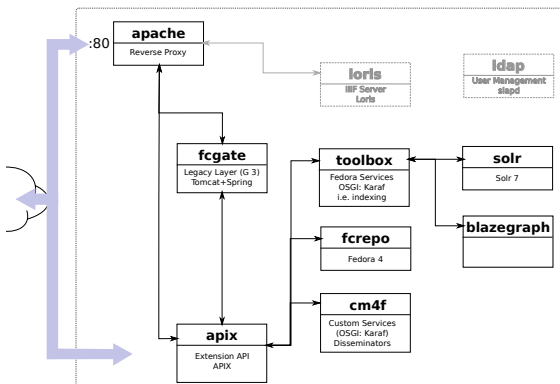 :80
apache
Reverse Proxy
loris
IIIF Server
Loris
ldap
User Management
slapd
fcgate
Legacy Layer (G 3)
Tomcat+Spring
toolbox
Fedora Services
OSGI: Karaf
i.e. indexing
solr
Solr 7
fcrepo
Fedora 4
blazegraph
apix
Extension API
APIX
cm4f
Custom Services
(OSGI: Karaf)
Disseminators